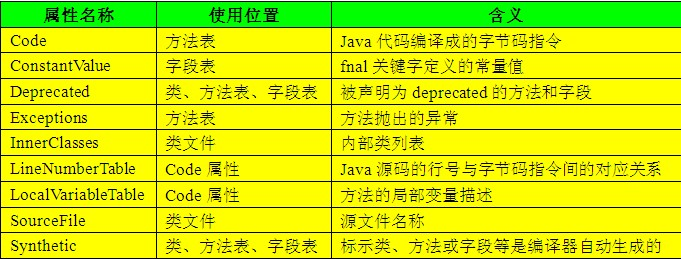 属性名称 使用位置 含义
Code 方法表 Java 代码编译成的字节码指令
ConstantValue 字段表 fnal 关键字定义的常量值
Deprecated 类、方法表、字段表 被声明为 deprecated 的方法和字段
Exceptions 方法表 方法抛出的异常
InnerClasses 类文件 内部类列表
LineNumberTable Code 属性 Java 源码的行号与字节码指令间的对应关系
LocalVariableTable Code 属性 方法的局部变量描述
SourceFile 类文件 源文件名称
Synthetic 类、方法表、字段表 标示类、方法或字段等是编译器自动生成的